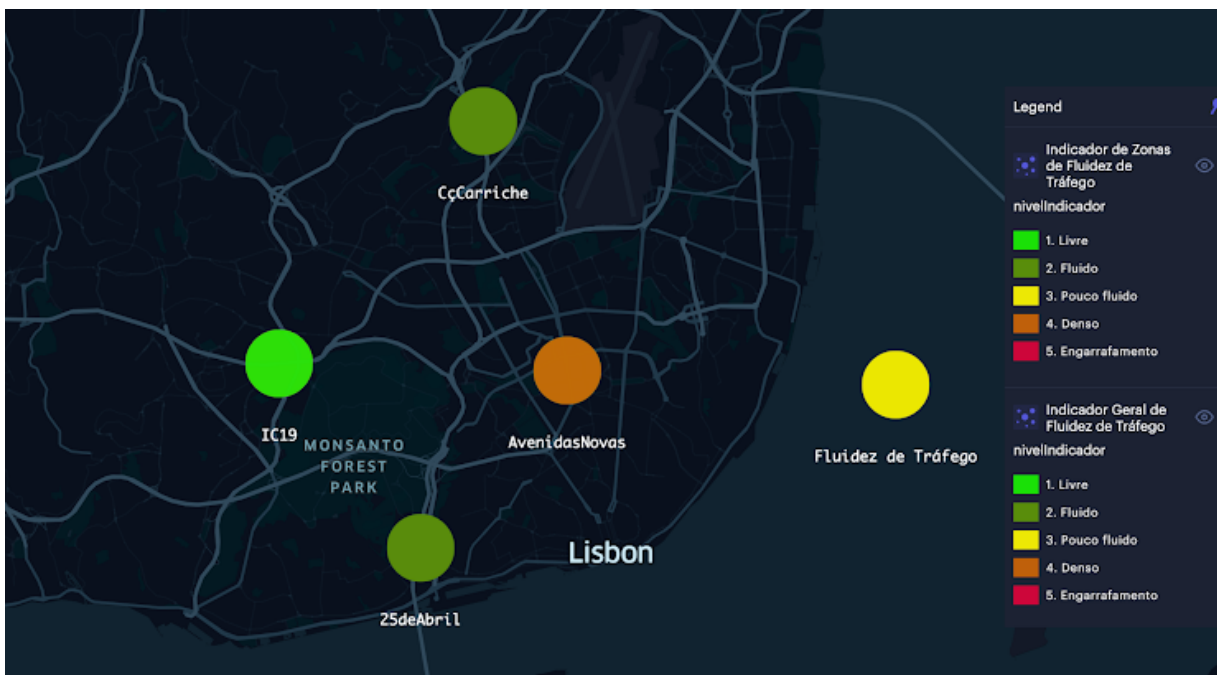 CçCarriche
IC19
MONSANTO
FOREST
PARK
AvenidasNovas
Fluidez de Tráfego
Lisbon
25deAbril
Legend
Indicador de Zonas
de Fluidez de
Tráfego
nivelIndicador
1. Livre
2. Fluido
3. Pouco fluido
4. Denso
5. Engarrafamento
Indicador Geral de
Fluidez de Tráfego
nivelIndicador
1. Livre
2. Fluido
3. Pouco fluido
4. Denso
5. Engarrafamento